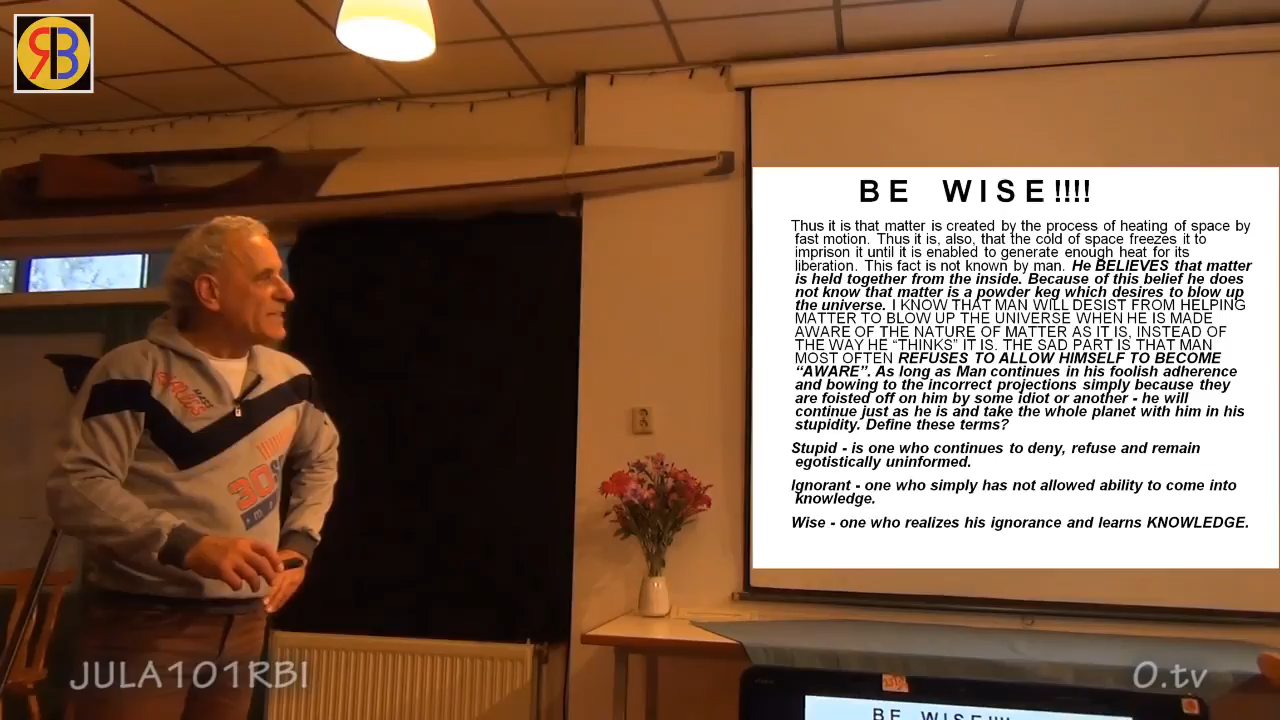 RB
BE WISE!!!!
Thus it is that matter is created by the process of heating of space by
fast motion. Thus it is, also, that the cold of space freezes it to
imprison it until it is enabled to generate enough heat for its
liberation. This fact is not known by man. He BELIEVES that matter
is held together from the inside. Because of this belief he does
not know that matter is a powder keg which desires to blow up
the universe. I KNOW THAT MAN WILL DESIST FROM HELPING
MATTER TO BLOW UP THE UNIVERSE WHEN HE IS MADE
AWARE OF THE NATURE OF MATTER AS IT IS, INSTEAD OF
THE WAY HE “THINKS” IT IS. THE SAD PART IS THAT MAN
MOST OFTEN REFUSES TO ALLOW HIMSELF TO BECOME
“AWARE”. As long as Man continues in his foolish adherence
and bowing to the incorrect projections simply because they
are foisted off on him by some idiot or another - he will
continue just as he is and take the whole planet with him in his
stupidity. Define these terms?
Stupid - is one who continues to deny, refuse and remain
egotistically uninformed.
Ignorant - one who simply has not allowed ability to come into
knowledge.
Wise - one who realizes his ignorance and learns KNOWLEDGE.
30
JULA101RBI
O.tv
BE WISE!!!!